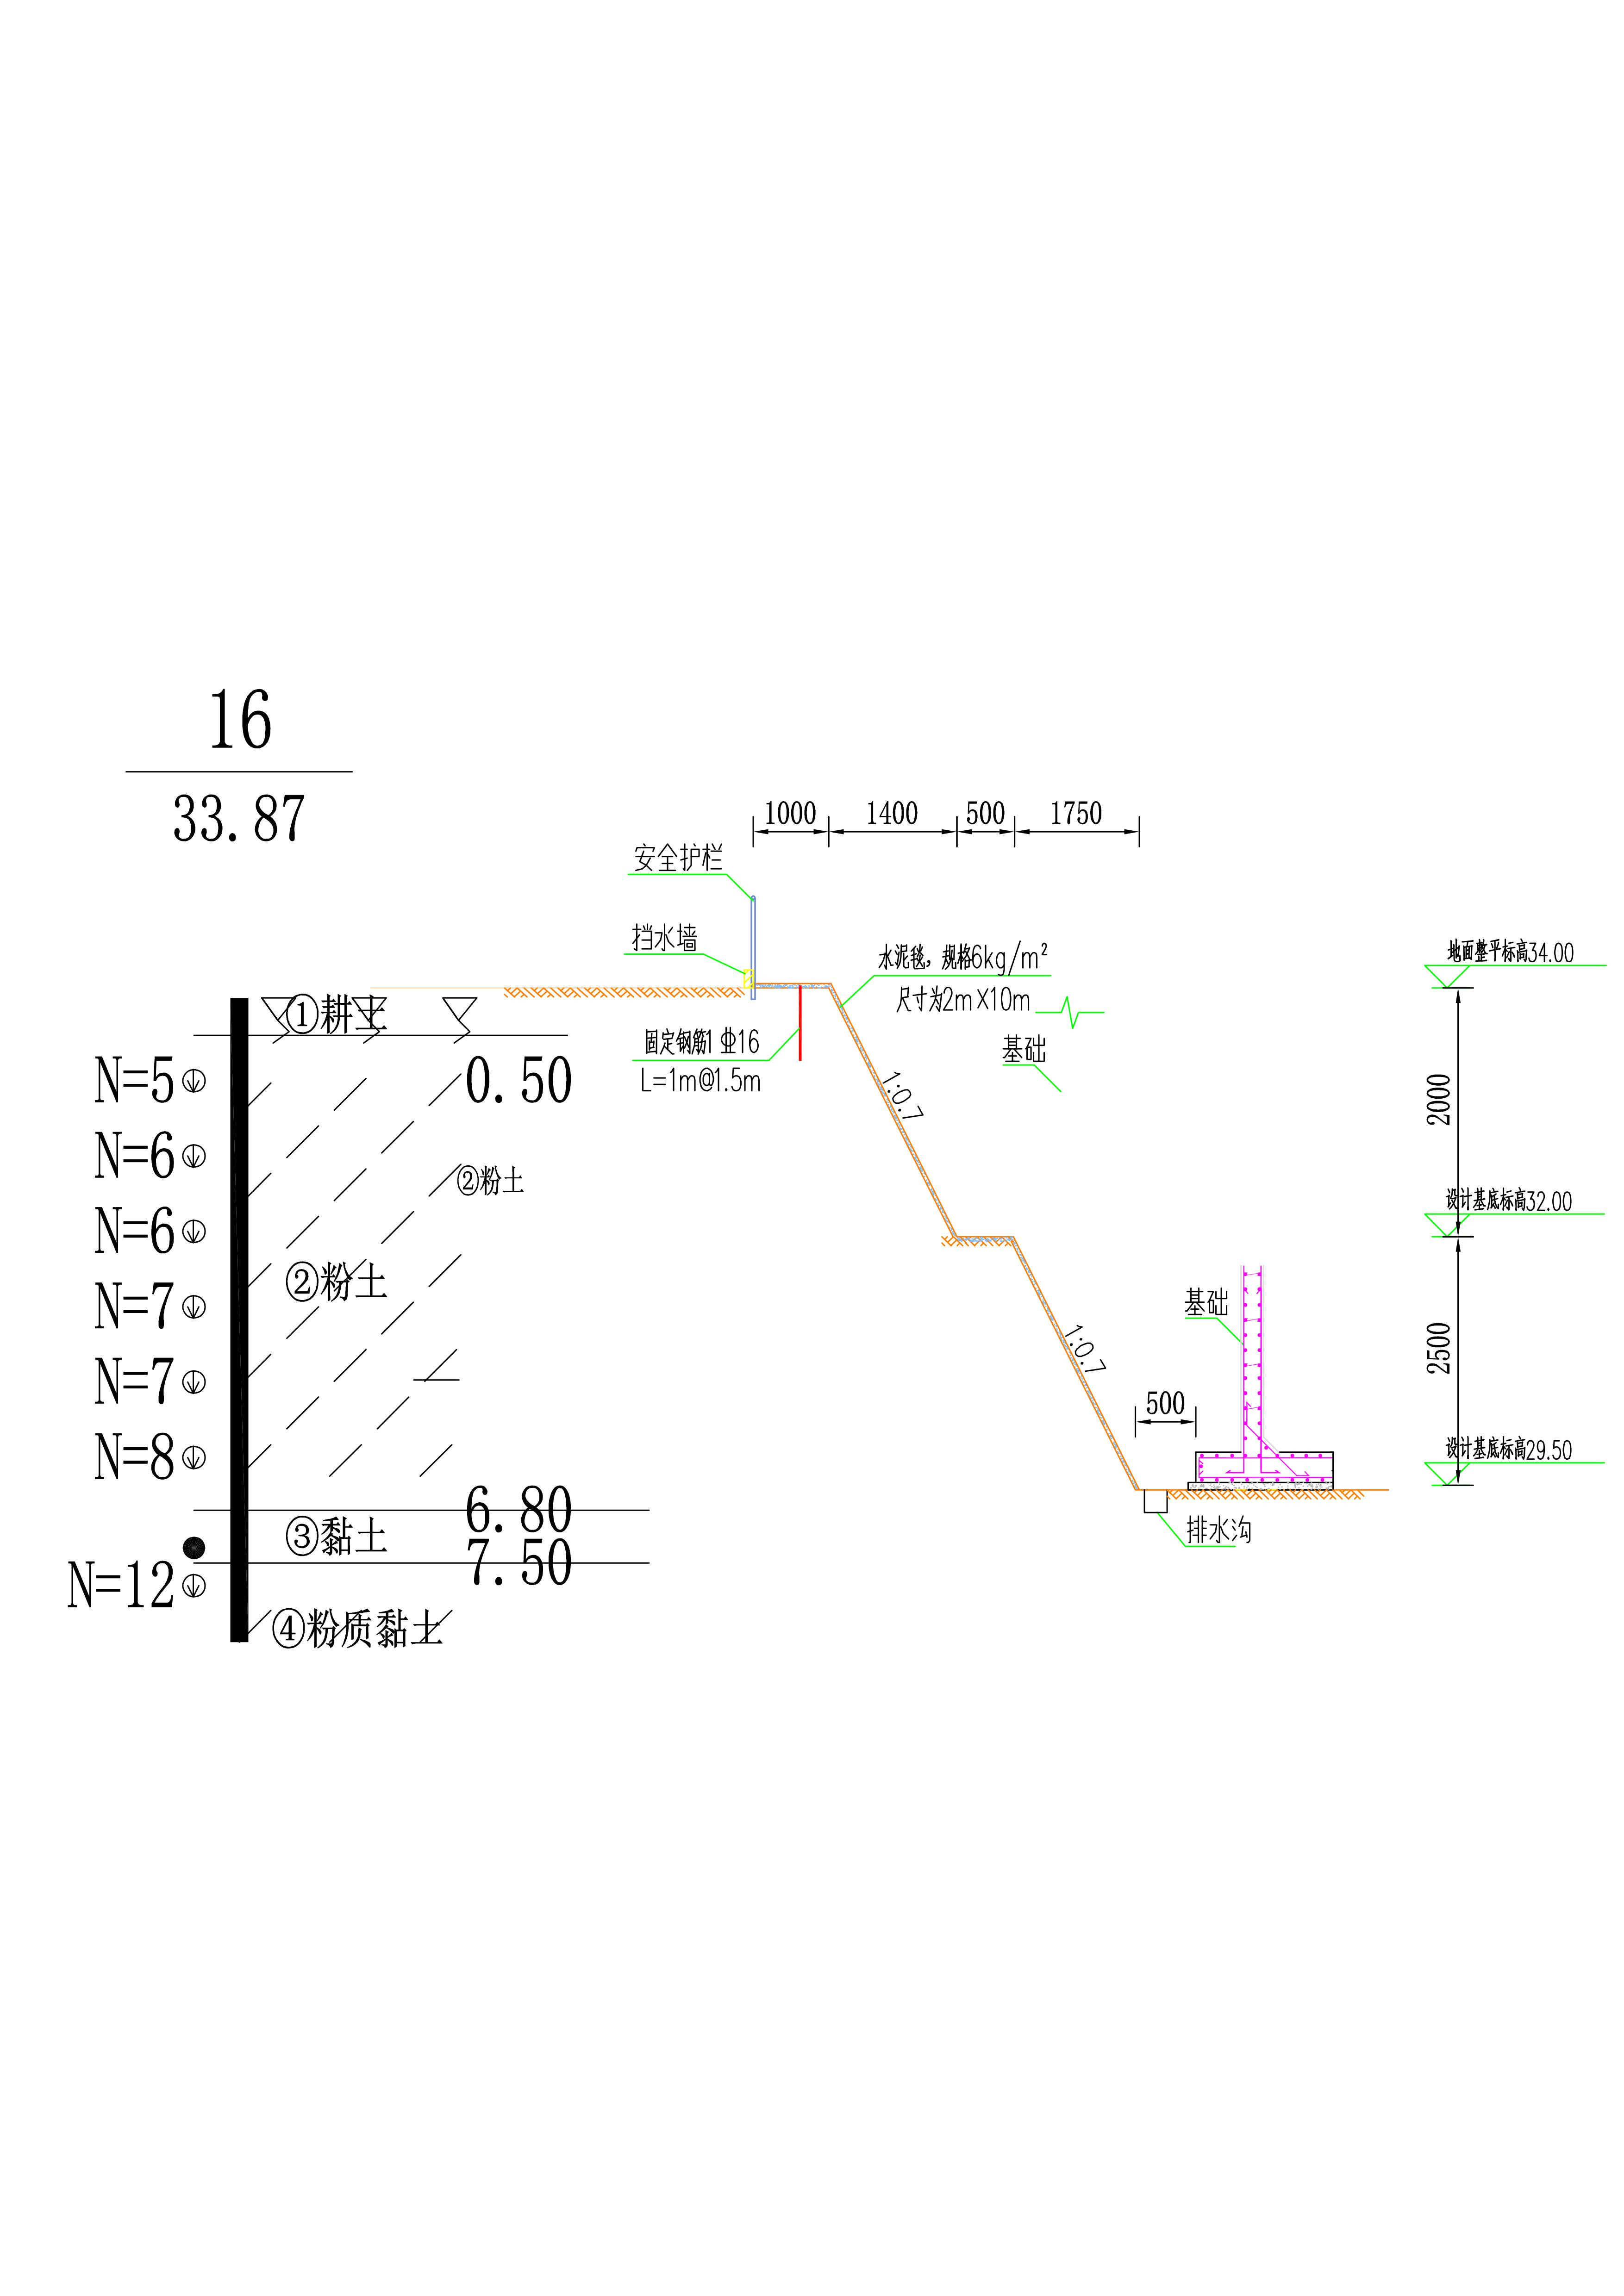 16
33.87
1000
1400
500
1750
安全护栏
挡水墙
水泥毯，规格6kg/m²
尺寸为2m×10m
地面整平标高34.00
①耕土
固定钢筋1⌀16
L=1m@1.5m
基础
N=5
0.50
1:0.7
2000
N=6
②粉土
N=6
设计基底标高32.00
②粉土
N=7
基础
1:0.7
2500
N=7
500
N=8
设计基底标高29.50
6.80
③黏土
排水沟
7.50
N=12
④粉质黏土